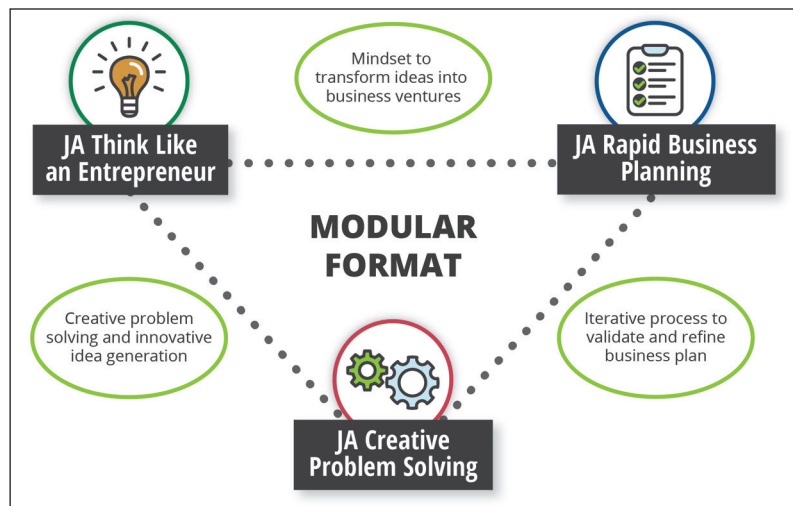 Mindset to
transform ideas into
business ventures
JA Think Like
an Entrepreneur
JA Rapid Business
Planning
MODULAR
FORMAT
Creative problem
solving and innovative
idea generation
Iterative process to
validate and refine
business plan
JA Creative
Problem Solving